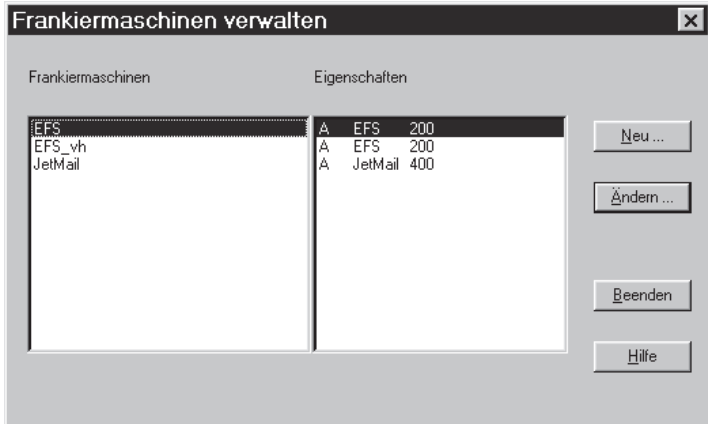 Frankiermaschinen verwalten
Frankiermaschinen Eigenschaften
EFS A EFS 200
EFS_vh A EFS 200
JetMail A JetMail 400
Neu ...
Ändern ...
Beenden
Hilfe